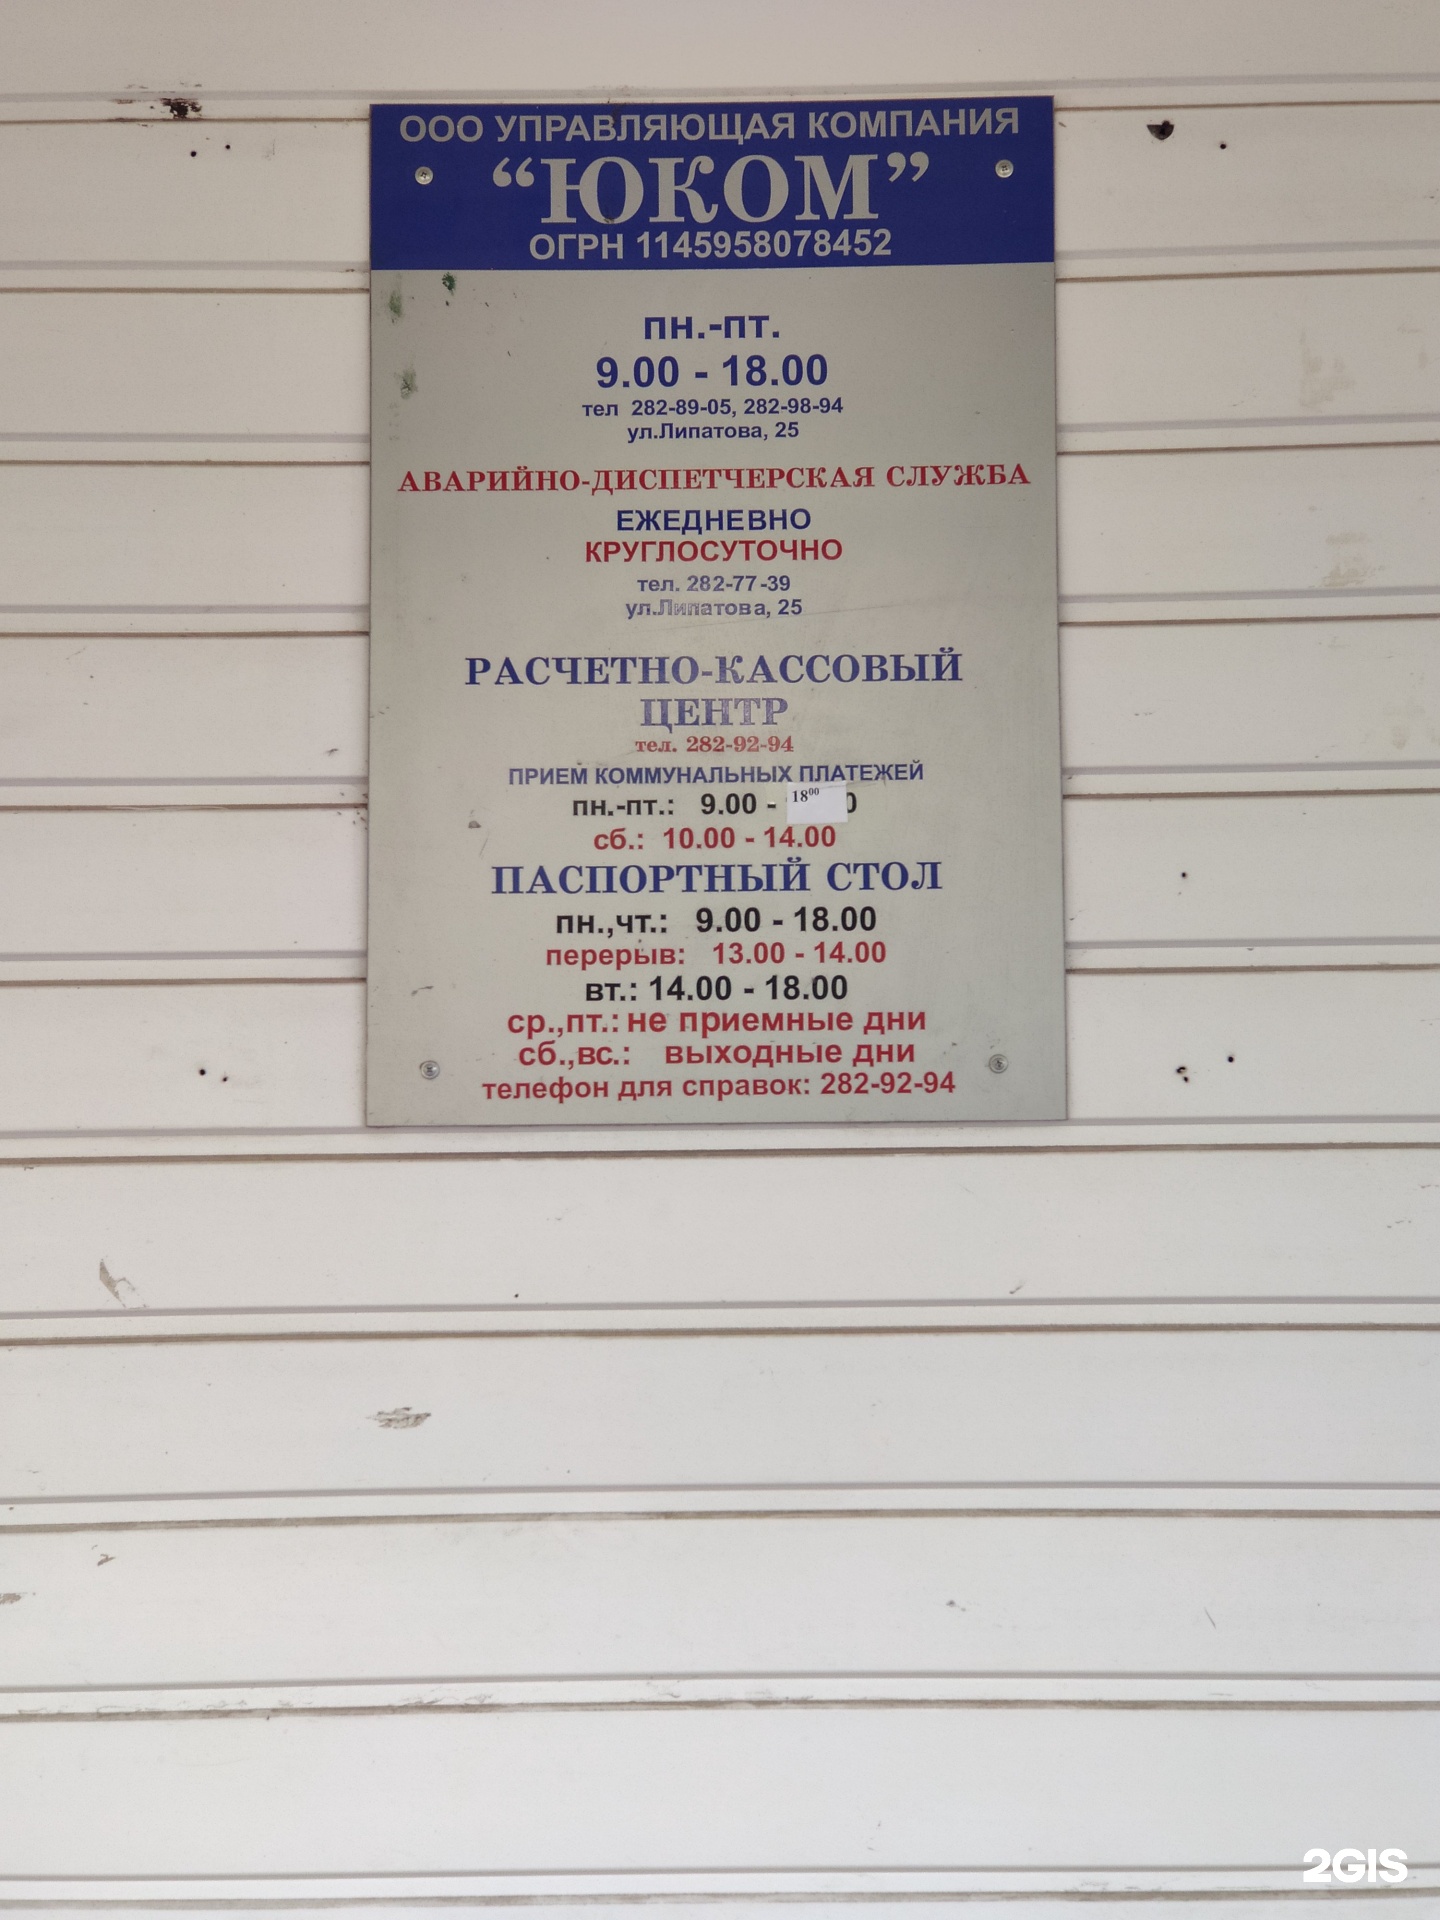 ООО УПРАВЛЯЮЩАЯ КОМПАНИЯ
“ЮКОМ”
ОГРН 1145958078452
пн.-пт.
9.00 - 18.00
тел 282-89-05, 282-98-94
ул.Липатова, 25
АВАРИЙНО-ДИСПЕТЧЕРСКАЯ СЛУЖБА
ЕЖЕДНЕВНО
КРУГЛОСУТОЧНО
тел. 282-77-39
ул.Липатова, 25
РАСЧЕТНО-КАССОВЫЙ
ЦЕНТР
тел. 282-92-94
ПРИЕМ КОММУНАЛЬНЫХ ПЛАТЕЖЕЙ
пн.-пт.: 9.00 - 18⁰⁰ 0
сб.: 10.00 - 14.00
ПАСПОРТНЫЙ СТОЛ
пн.,чт.: 9.00 - 18.00
перерыв: 13.00 - 14.00
вт.: 14.00 - 18.00
ср.,пт.: не приемные дни
сб.,вс.: выходные дни
телефон для справок: 282-92-94
2GIS